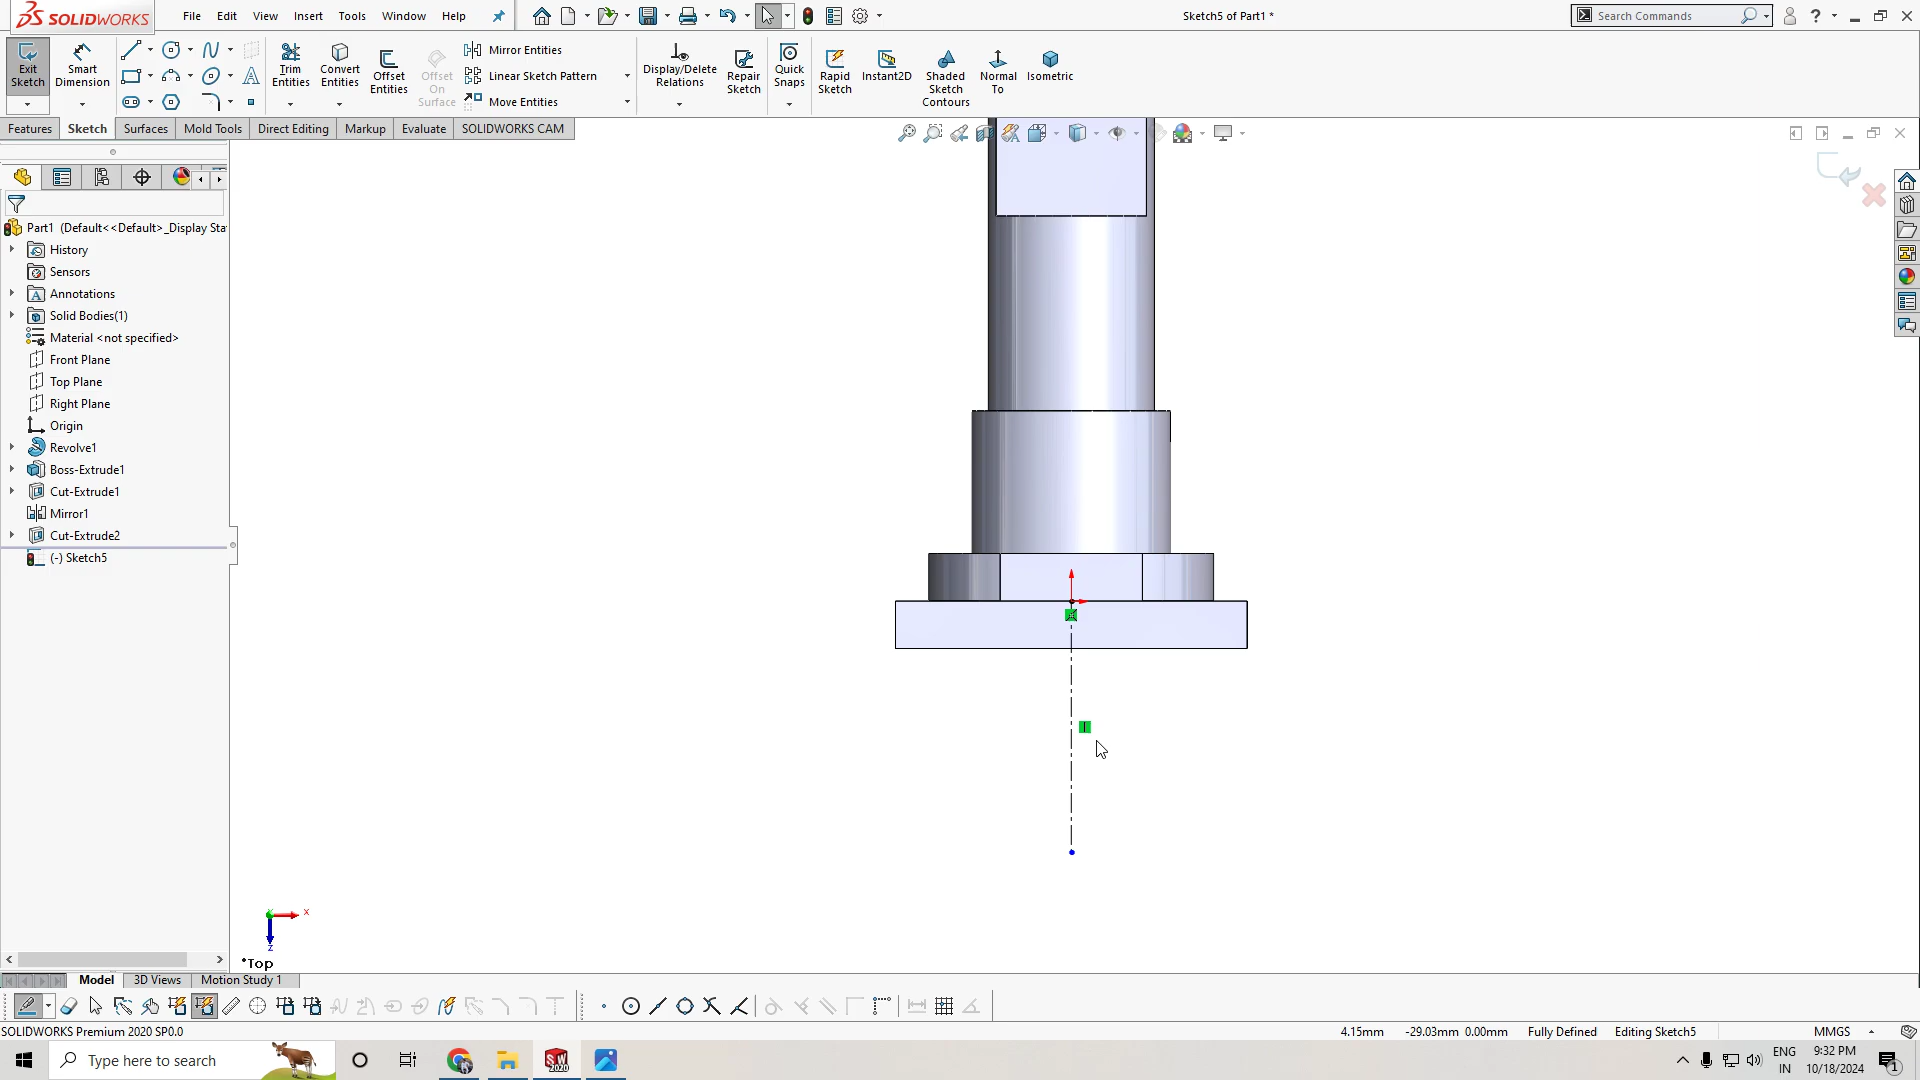 SOLIDWORKS
File
Edit
View
Insert
Tools
Window
Help
Sketch5 of Part1 *
Search Commands
Exit Sketch
Smart Dimension
Trim Entities
Convert Entities
Offset Entities
Offset On Surface
Mirror Entities
Linear Sketch Pattern
Move Entities
Display/Delete Relations
Repair Sketch
Quick Snaps
Rapid Sketch
Instant2D
Shaded Sketch Contours
Normal To
Isometric
Features
Sketch
Surfaces
Mold Tools
Direct Editing
Markup
Evaluate
SOLIDWORKS CAM
Part1 (Default<<Default>_Display Sta
History
Sensors
Annotations
Solid Bodies(1)
Material <not specified>
Front Plane
Top Plane
Right Plane
Origin
Revolve1
Boss-Extrude1
Cut-Extrude1
Mirror1
Cut-Extrude2
(-) Sketch5
x
z
*Top
Model
3D Views
Motion Study 1
SOLIDWORKS Premium 2020 SP0.0
4.15mm
-29.03mm 0.00mm
Fully Defined
Editing Sketch5
MMGS
Type here to search
ENG
IN
9:32 PM
10/18/2024
1